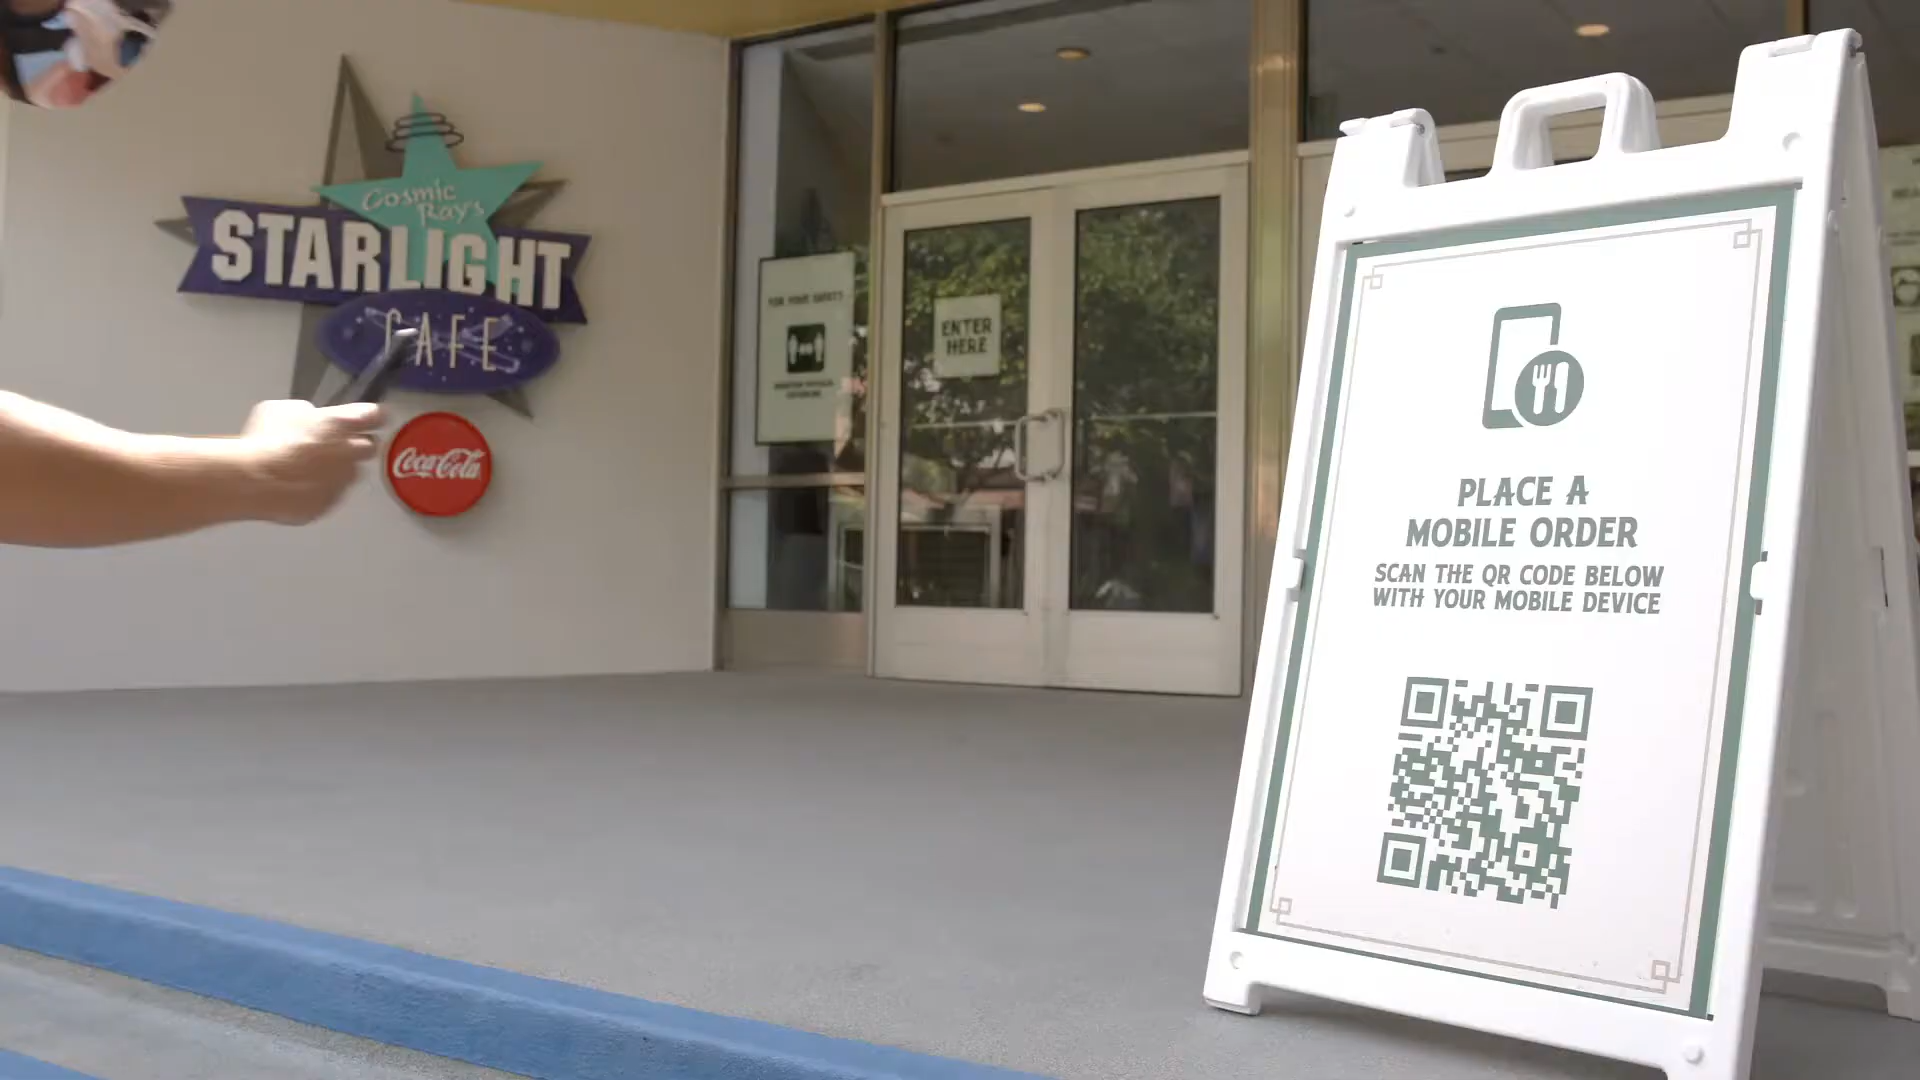 Cosmic
Ray's
STARLIGHT
CAFE
Coca-Cola
FOR YOUR SAFETY
ENTER
HERE
PLACE A
MOBILE ORDER
SCAN THE QR CODE BELOW
WITH YOUR MOBILE DEVICE